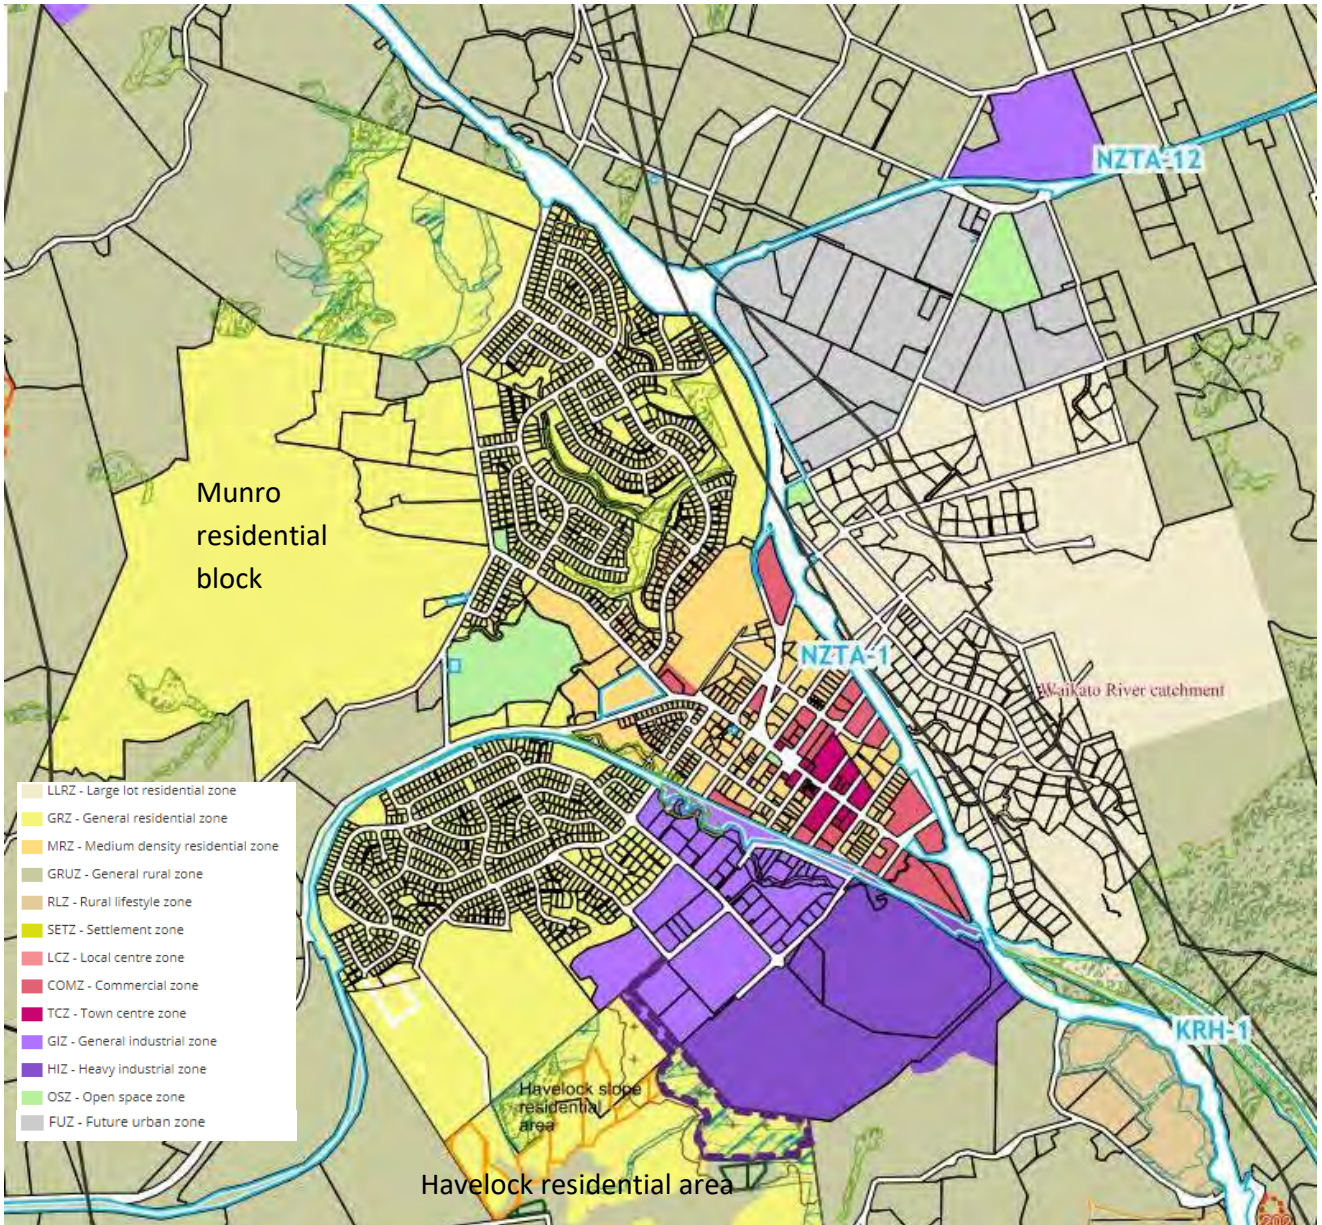 NZTA-12
Munro
residential
block
NZTA-1
Waikato River catchment
LLRZ - Large lot residential zone
GRZ - General residential zone
MRZ - Medium density residential zone
GRUZ - General rural zone
RLZ - Rural lifestyle zone
SETZ - Settlement zone
LCZ - Local centre zone
COMZ - Commercial zone
TCZ - Town centre zone
GIZ - General industrial zone
HIZ - Heavy industrial zone
OSZ - Open space zone
FUZ - Future urban zone
KRH-1
Havelock slope
residential
area
Havelock residential area